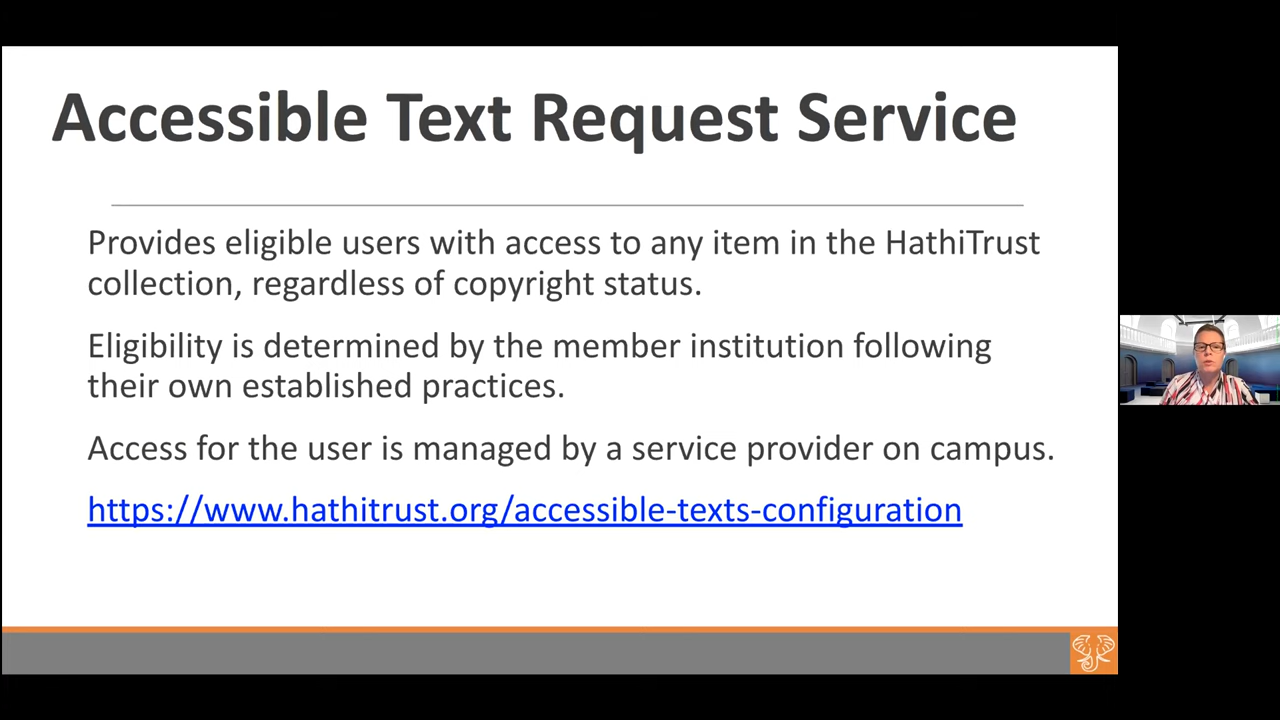 Accessible Text Request Service
Provides eligible users with access to any item in the HathiTrust
collection, regardless of copyright status.
Eligibility is determined by the member institution following
their own established practices.
Access for the user is managed by a service provider on campus.
https://www.hathitrust.org/accessible-texts-configuration